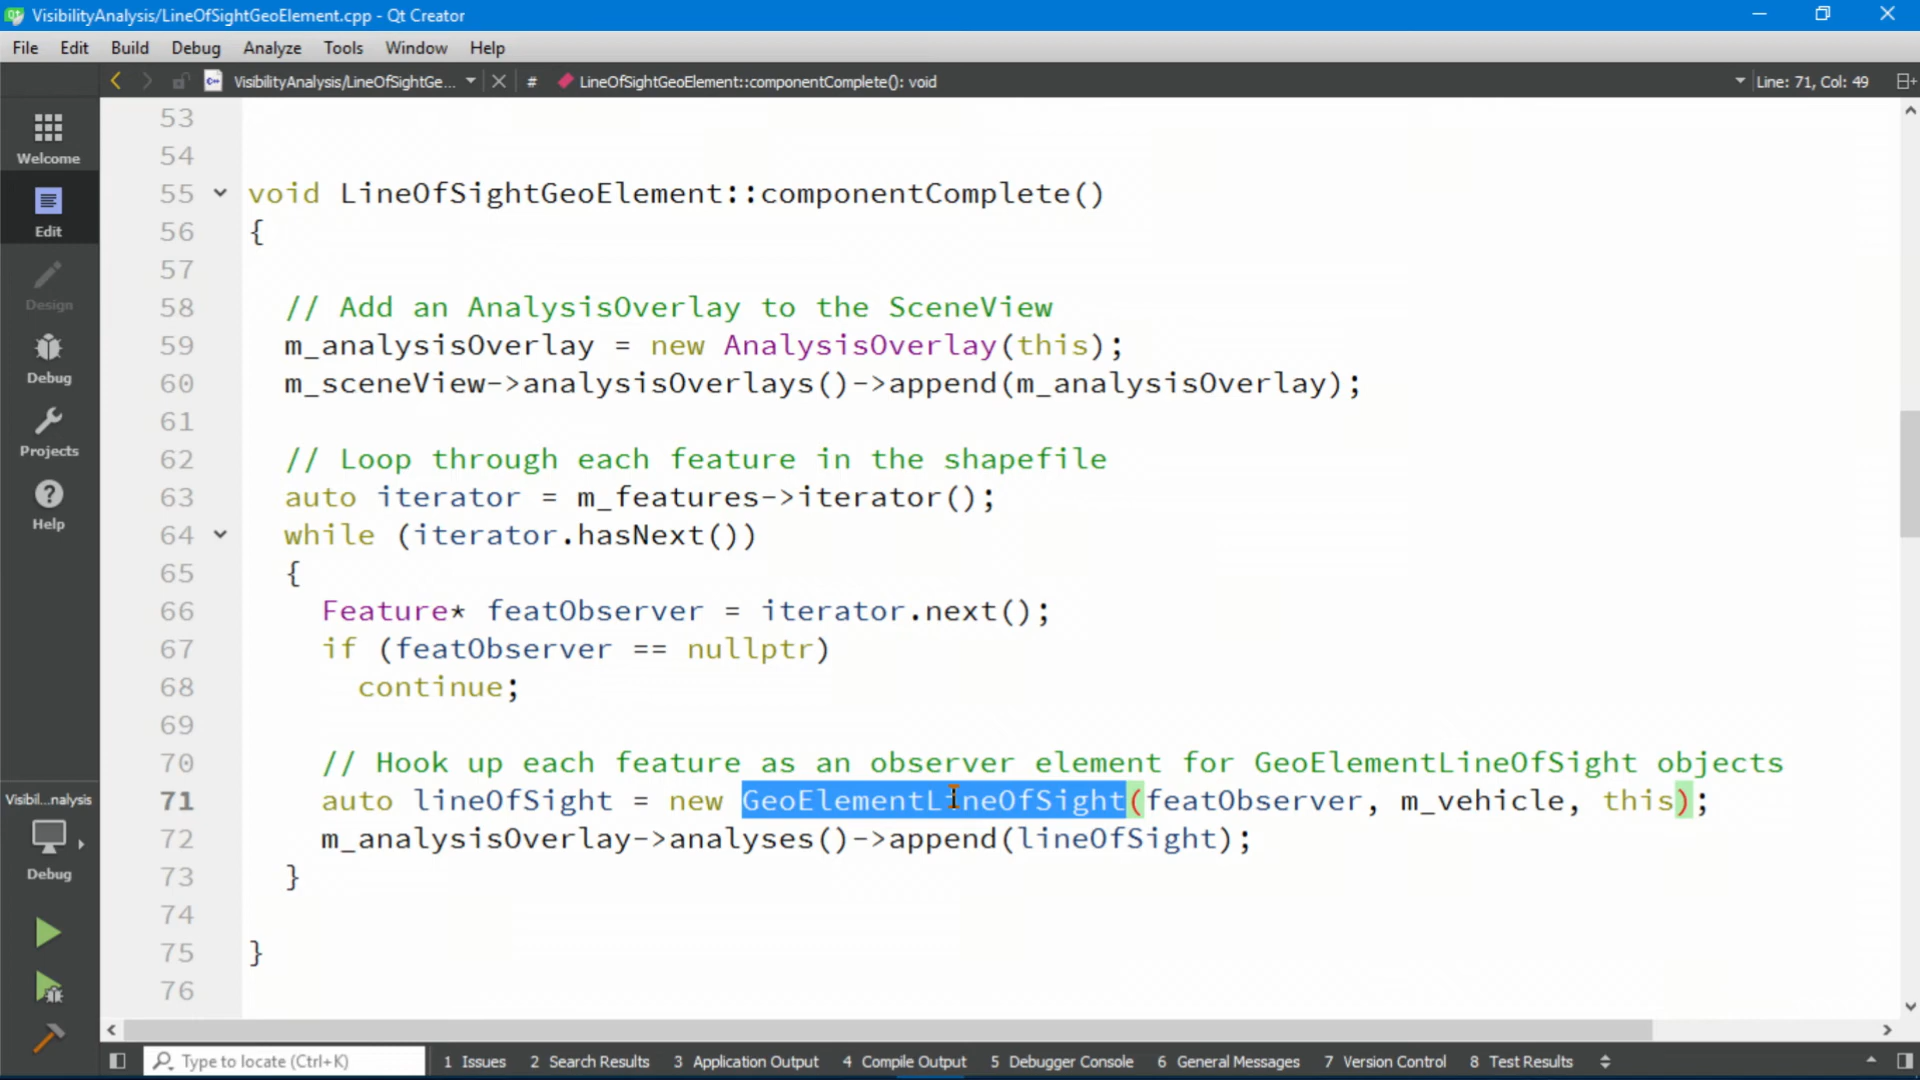 VisibilityAnalysis/LineOfSightGeoElement.cpp - Qt Creator
File Edit Build Debug Analyze Tools Window Help
VisibilityAnalysis/LineOfSightGe... # LineOfSightGeoElement::componentComplete(): void Line: 71, Col: 49
Welcome
Edit
Design
Debug
Projects
Help
Visibil...nalysis
Debug
53
54
55 void LineOfSightGeoElement::componentComplete()
56 {
57
58 // Add an AnalysisOverlay to the SceneView
59 m_analysisOverlay = new AnalysisOverlay(this);
60 m_sceneView->analysisOverlays()->append(m_analysisOverlay);
61
62 // Loop through each feature in the shapefile
63 auto iterator = m_features->iterator();
64 while (iterator.hasNext())
65 {
66 Feature* featObserver = iterator.next();
67 if (featObserver == nullptr)
68 continue;
69
70 // Hook up each feature as an observer element for GeoElementLineOfSight objects
71 auto lineOfSight = new GeoElementLineOfSight(featObserver, m_vehicle, this);
72 m_analysisOverlay->analyses()->append(lineOfSight);
73 }
74
75 }
76
Type to locate (Ctrl+K) 1 Issues 2 Search Results 3 Application Output 4 Compile Output 5 Debugger Console 6 General Messages 7 Version Control 8 Test Results